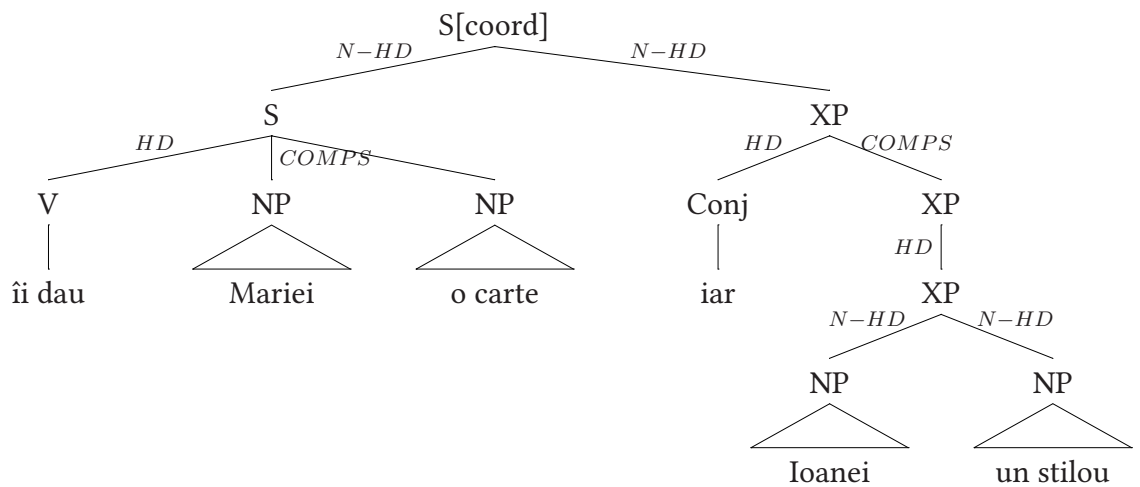 S[coord]
N−HD N−HD
S XP
HD COMPS HD COMPS
V NP NP Conj XP
HD
îi dau Mariei o carte iar XP
N−HD N−HD
NP NP
Ioanei un stilou